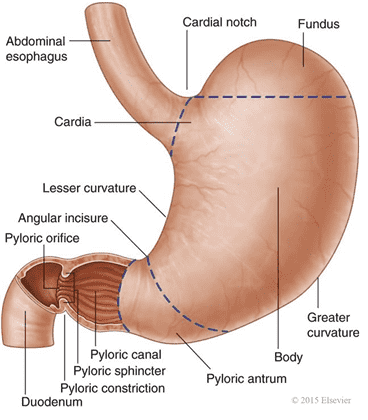 Cardial notch
Fundus
Abdominal
esophagus
Cardia
Lesser curvature
Angular incisure
Pyloric orifice
Greater
curvature
Pyloric canal
Body
Pyloric sphincter
Pyloric antrum
Pyloric constriction
Duodenum
© 2015 Elsevier